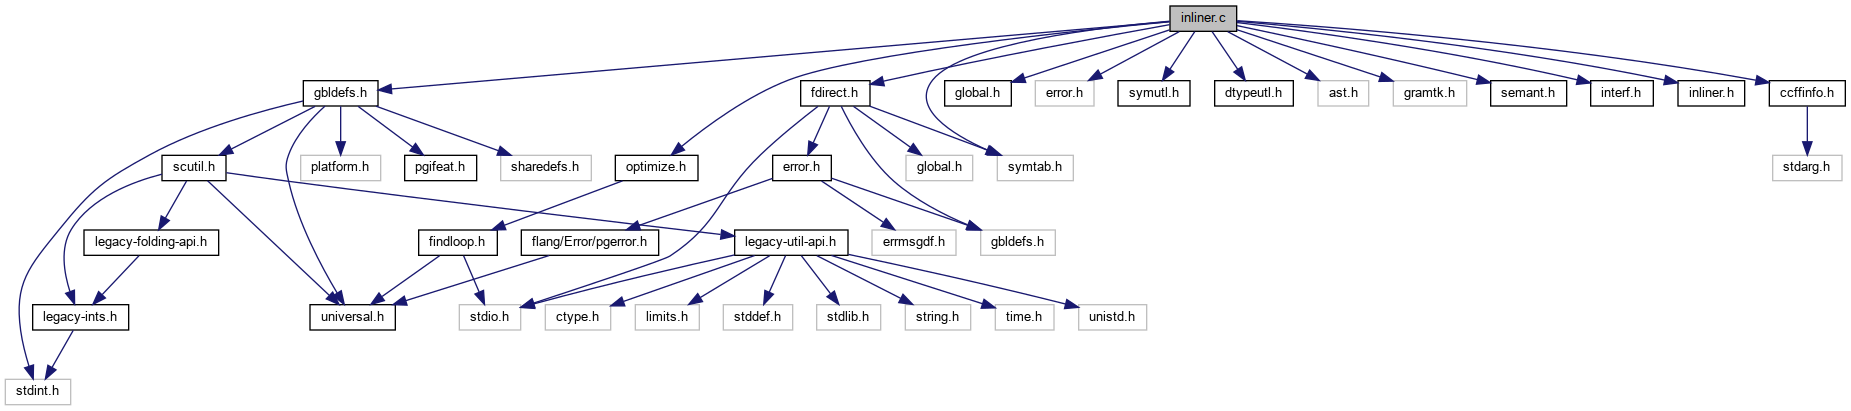 inliner.c
gbldefs.h
fdirect.h
global.h
error.h
symutl.h
dtypeutl.h
ast.h
gramtk.h
semant.h
interf.h
inliner.h
ccffinfo.h
scutil.h
platform.h
pgifeat.h
sharedefs.h
optimize.h
error.h
global.h
symtab.h
stdarg.h
legacy-folding-api.h
findloop.h
flang/Error/pgerror.h
legacy-util-api.h
errmsgdf.h
gbldefs.h
legacy-ints.h
universal.h
stdio.h
ctype.h
limits.h
stddef.h
stdlib.h
string.h
time.h
unistd.h
stdint.h